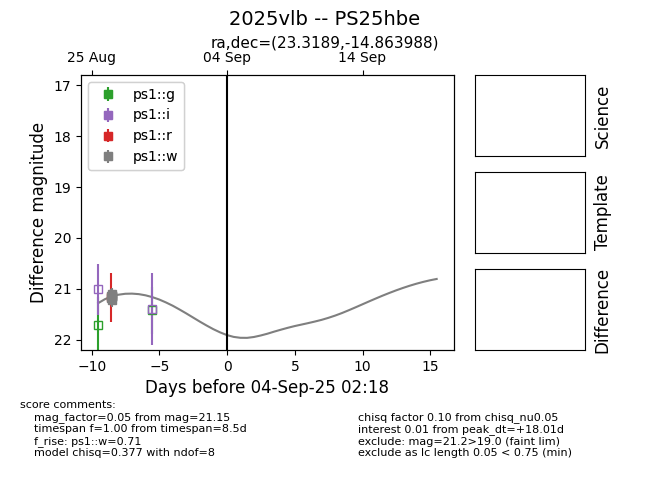 2025vlb -- PS25hbe
ra,dec=(23.3189,-14.863988)
25 Aug 04 Sep 14 Sep
17
18
19
20
21
22
Difference magnitude
ps1::g
ps1::i
ps1::r
ps1::w
−10 −5 0 5 10 15
Days before 04-Sep-25 02:18
Science
Template
Difference
score comments:
mag_factor=0.05 from mag=21.15
timespan f=1.00 from timespan=8.5d
f_rise: ps1::w=0.71
model chisq=0.377 with ndof=8
chisq factor 0.10 from chisq_nu0.05
interest 0.01 from peak_dt=+18.01d
exclude: mag=21.2>19.0 (faint lim)
exclude as lc length 0.05 < 0.75 (min)